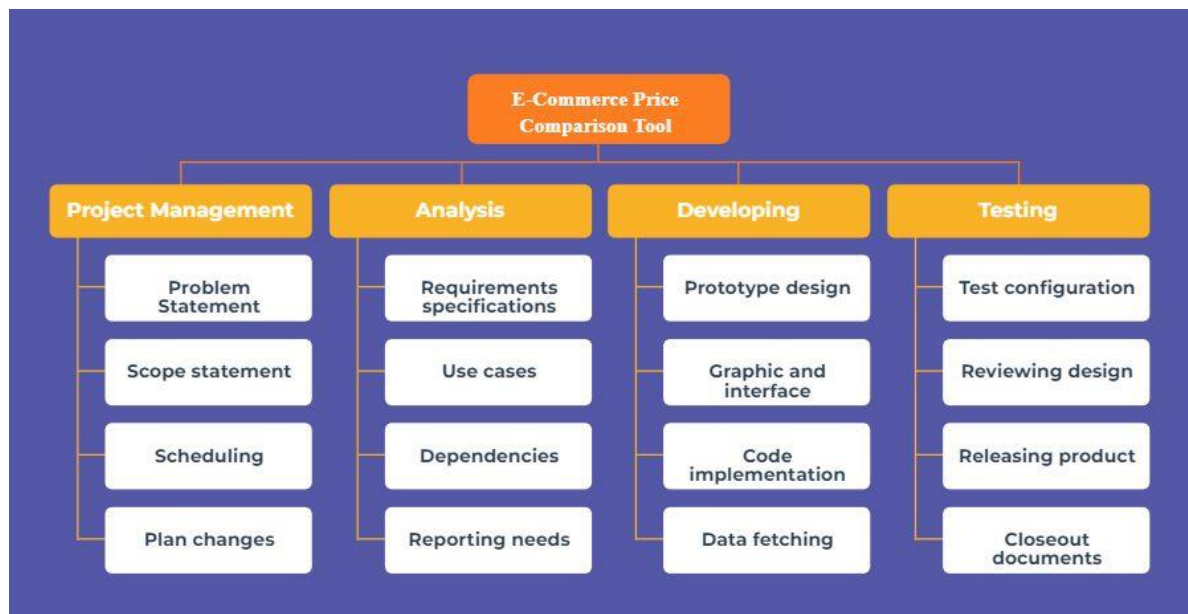 E-Commerce Price
Comparison Tool
Project Management
Analysis
Developing
Testing
Problem
Statement
Requirements
specifications
Prototype design
Test configuration
Scope statement
Use cases
Graphic and
interface
Reviewing design
Scheduling
Dependencies
Code
implementation
Releasing product
Plan changes
Reporting needs
Data fetching
Closeout
documents